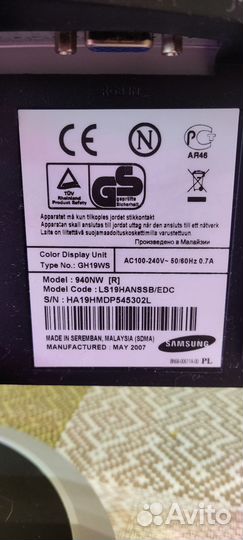 CE
N
PC
AR46
TÜV
Rheinland
Product Safety
GS
geprüfte
Sicherheit
Apparatet må kun tilkoples jordet stikkontakt
Apparaten skall anslutas till jordat uttag när den ansluts till ett nätverk
Laite on liitettävä suojamaadoituskoskettimilla varustettuun
Произведено в Малайзии
Color Display Unit
Type No.: GH19WS
AC100-240V~ 50/60Hz 0.7A
Model : 940NW [R]
Model Code : LS19HANSSB/EDC
S/N : HA19HMDP545302L
MADE IN SEREMBAN, MALAYSIA (SDMA)
MANUFACTURED : MAY 2007
SAMSUNG
PL
Avito